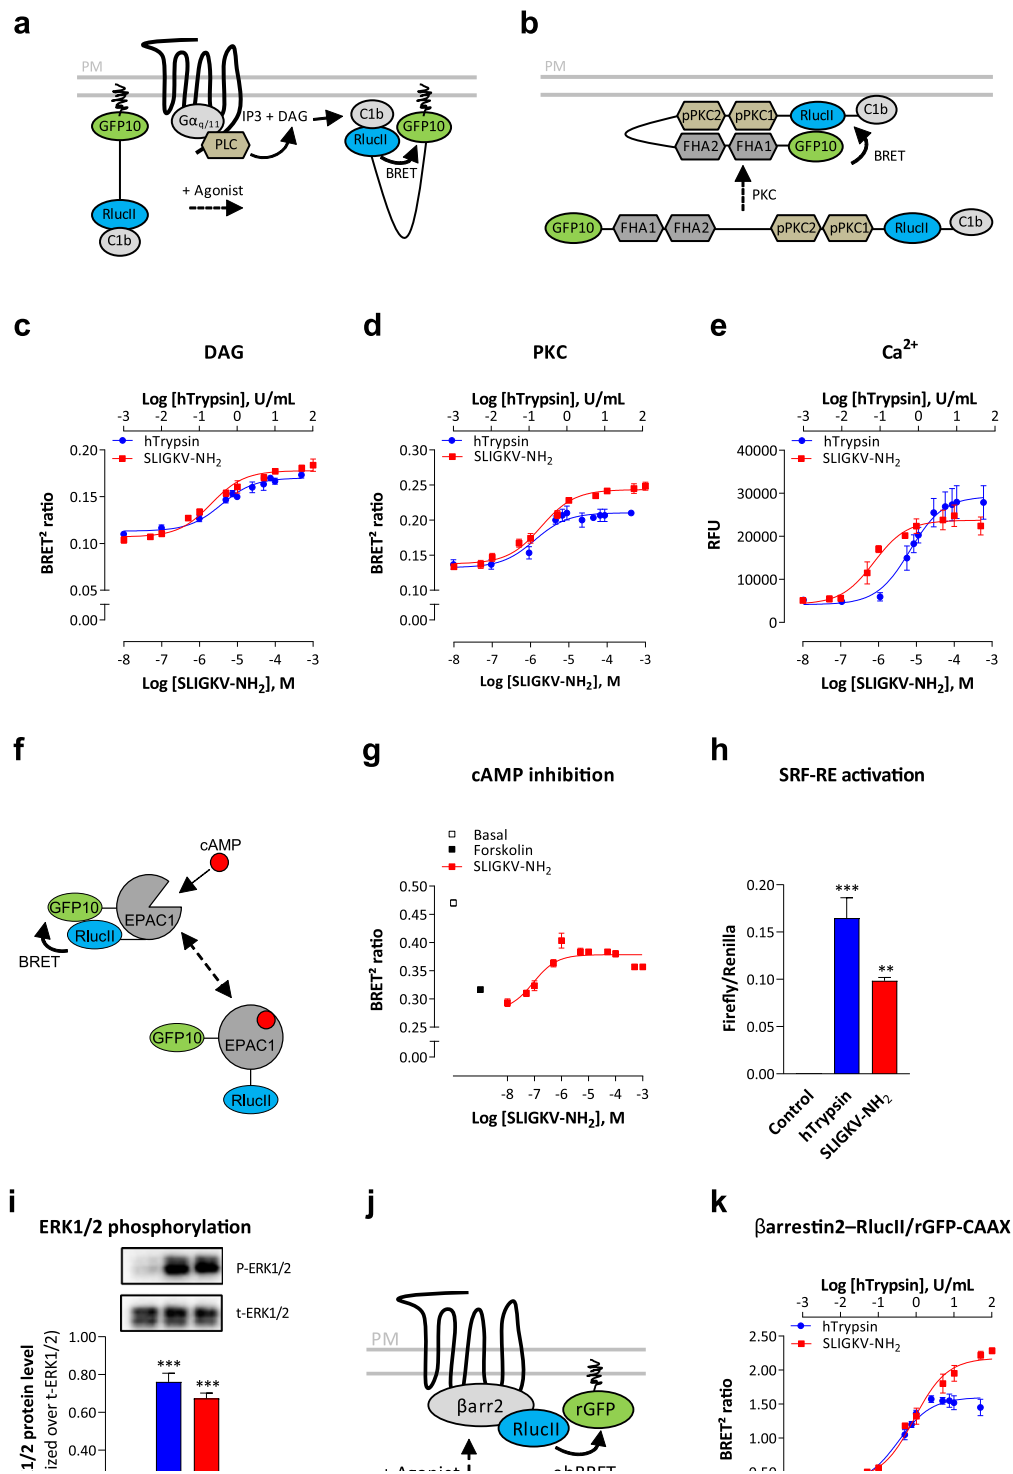 a
PM
GFP10
Gαq/11
PLC
IP3 + DAG
C1b
RlucII
GFP10
BRET
+ Agonist
RlucII
C1b
b
PM
pPKC2
pPKC1
RlucII
C1b
FHA2
FHA1
GFP10
BRET
PKC
GFP10
FHA1
FHA2
pPKC2
pPKC1
RlucII
C1b
c
DAG
Log [hTrypsin], U/mL
-3 -2 -1 0 1 2
hTrypsin
SLIGKV-NH2
0.20
0.15
0.10
0.05
0.00
BRET² ratio
-8 -7 -6 -5 -4 -3
Log [SLIGKV-NH2], M
d
PKC
Log [hTrypsin], U/mL
-3 -2 -1 0 1 2
hTrypsin
SLIGKV-NH2
0.30
0.25
0.20
0.15
0.10
0.00
BRET² ratio
-8 -7 -6 -5 -4 -3
Log [SLIGKV-NH2], M
e
Ca2+
Log [hTrypsin], U/mL
-3 -2 -1 0 1 2
hTrypsin
SLIGKV-NH2
40000
30000
20000
10000
0
RFU
-8 -7 -6 -5 -4 -3
Log [SLIGKV-NH2], M
f
cAMP
GFP10
EPAC1
RlucII
BRET
GFP10
EPAC1
RlucII
g
cAMP inhibition
Basal
Forskolin
SLIGKV-NH2
0.50
0.45
0.40
0.35
0.30
0.25
0.00
BRET² ratio
-8 -7 -6 -5 -4 -3
Log [SLIGKV-NH2], M
h
SRF-RE activation
0.20
0.15
0.10
0.05
0.00
Firefly/Renilla
***
**
Control
hTrypsin
SLIGKV-NH2
i
ERK1/2 phosphorylation
P-ERK1/2
t-ERK1/2
1.00
0.80
0.60
0.40
1/2 protein level
ized over t-ERK1/2)
***
***
j
PM
βarr2
RlucII
rGFP
+ Agonist
ebBRET
k
βarrestin2–RlucII/rGFP-CAAX
Log [hTrypsin], U/mL
-3 -2 -1 0 1 2
hTrypsin
SLIGKV-NH2
2.50
2.00
1.50
1.00
0.50
BRET² ratio